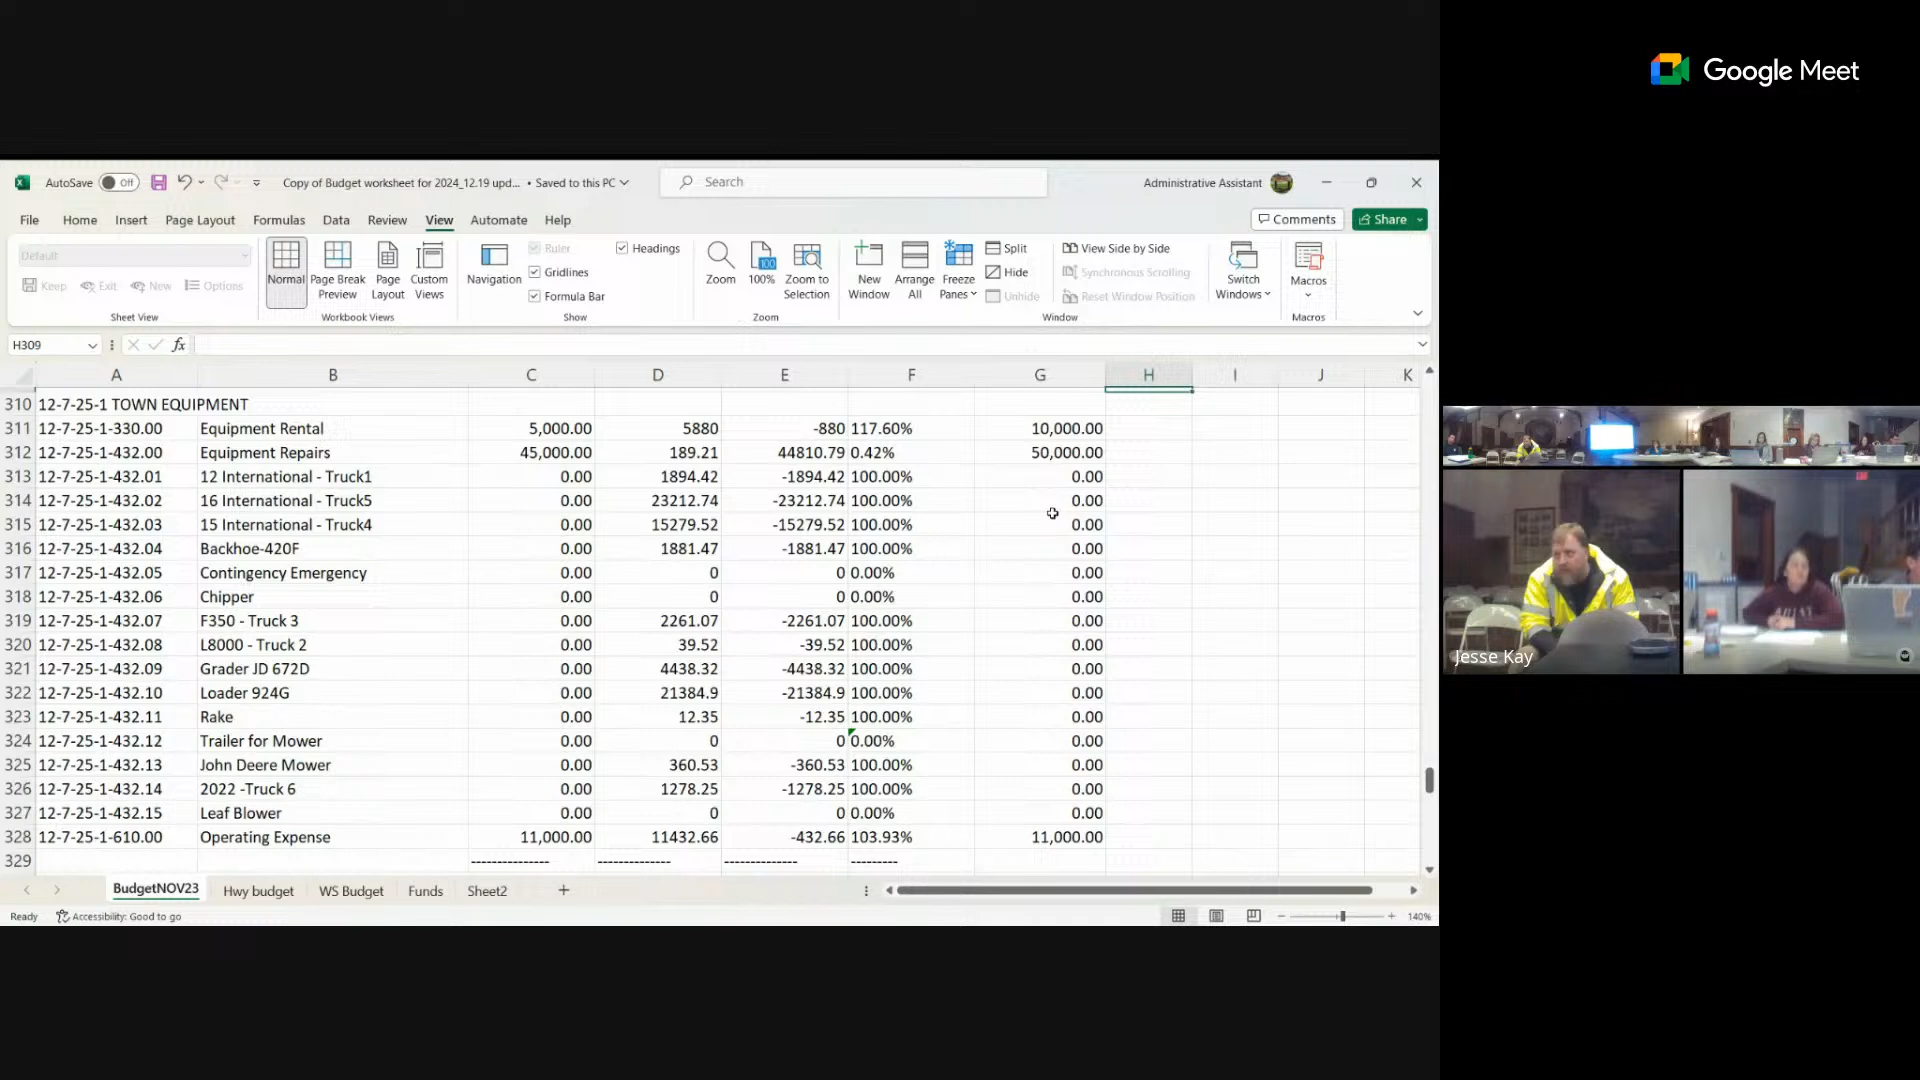 Google Meet
AutoSave Off Copy of Budget worksheet for 2024_12.19 upd... • Saved to this PC Search Administrative Assistant
File Home Insert Page Layout Formulas Data Review View Automate Help Comments Share
Default
Keep Exit New Options
Sheet View
Normal Page Break Preview Page Layout Custom Views
Workbook Views
Navigation Ruler Gridlines Formula Bar Headings
Show
Zoom 100% Zoom to Selection
Zoom
New Window Arrange All Freeze Panes Split Hide Unhide View Side by Side Synchronous Scrolling Reset Window Position Switch Windows
Window
Macros
Macros
H309 fx
A B C D E F G H I J K
310 12-7-25-1 TOWN EQUIPMENT
311 12-7-25-1-330.00 Equipment Rental 5,000.00 5880 -880 117.60% 10,000.00
312 12-7-25-1-432.00 Equipment Repairs 45,000.00 189.21 44810.79 0.42% 50,000.00
313 12-7-25-1-432.01 12 International - Truck1 0.00 1894.42 -1894.42 100.00% 0.00
314 12-7-25-1-432.02 16 International - Truck5 0.00 23212.74 -23212.74 100.00% 0.00
315 12-7-25-1-432.03 15 International - Truck4 0.00 15279.52 -15279.52 100.00% 0.00
316 12-7-25-1-432.04 Backhoe-420F 0.00 1881.47 -1881.47 100.00% 0.00
317 12-7-25-1-432.05 Contingency Emergency 0.00 0 0 0.00% 0.00
318 12-7-25-1-432.06 Chipper 0.00 0 0 0.00% 0.00
319 12-7-25-1-432.07 F350 - Truck 3 0.00 2261.07 -2261.07 100.00% 0.00
320 12-7-25-1-432.08 L8000 - Truck 2 0.00 39.52 -39.52 100.00% 0.00
321 12-7-25-1-432.09 Grader JD 672D 0.00 4438.32 -4438.32 100.00% 0.00
322 12-7-25-1-432.10 Loader 924G 0.00 21384.9 -21384.9 100.00% 0.00
323 12-7-25-1-432.11 Rake 0.00 12.35 -12.35 100.00% 0.00
324 12-7-25-1-432.12 Trailer for Mower 0.00 0 0 0.00% 0.00
325 12-7-25-1-432.13 John Deere Mower 0.00 360.53 -360.53 100.00% 0.00
326 12-7-25-1-432.14 2022 -Truck 6 0.00 1278.25 -1278.25 100.00% 0.00
327 12-7-25-1-432.15 Leaf Blower 0.00 0 0 0.00% 0.00
328 12-7-25-1-610.00 Operating Expense 11,000.00 11432.66 -432.66 103.93% 11,000.00
329 --------------- -------------- -------------- ---------
BudgetNOV23 Hwy budget WS Budget Funds Sheet2
Ready Accessibility: Good to go 140%
Jesse Kay